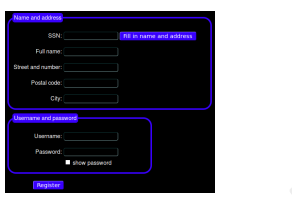 Name and address
SSN: Fill in name and address
Full name:
Street and number:
Postal code:
City:
Username and password
Username:
Password:
show password
Register